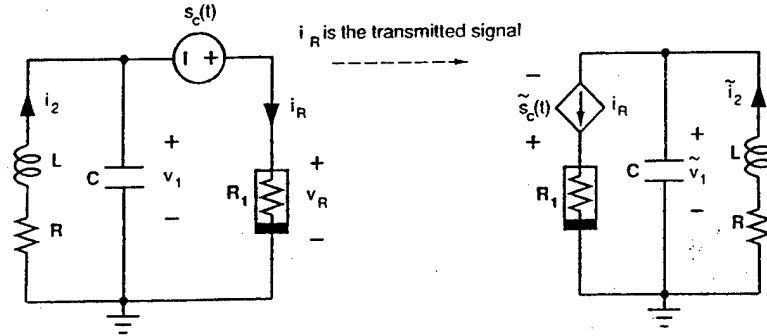 s_c(t)
i_R is the transmitted signal
i_2
i_R
L
C
+
v_1
−
R
R_1
+
v_R
−
−
s̃_c(t)
+
i_R
R_1
C
+
ṽ_1
−
ĩ_2
L
R